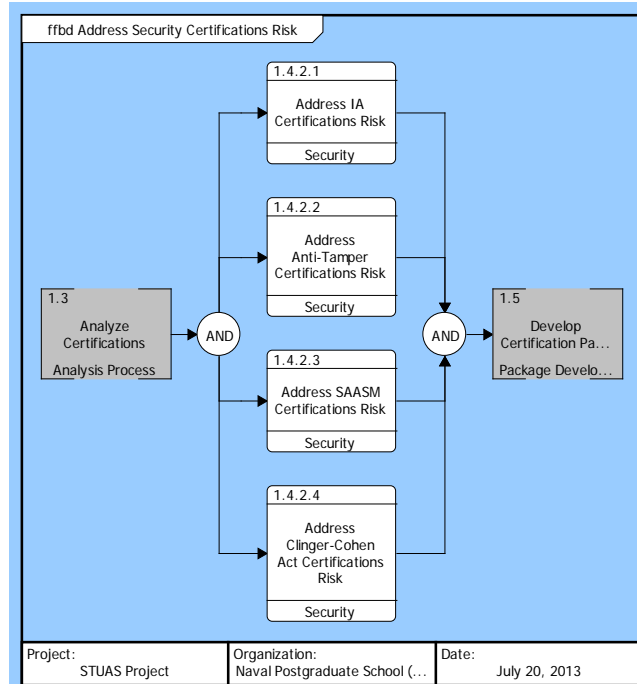 ffbd Address Security Certifications Risk
1.4.2.1
Address IA
Certifications Risk
Security
1.4.2.2
Address
Anti-Tamper
Certifications Risk
Security
1.3
Analyze
Certifications
Analysis Process
AND
AND
1.5
Develop
Certification Pa...
Package Develo...
1.4.2.3
Address SAASM
Certifications Risk
Security
1.4.2.4
Address
Clinger-Cohen
Act Certifications
Risk
Security
Project:
STUAS Project
Organization:
Naval Postgraduate School (...
Date:
July 20, 2013